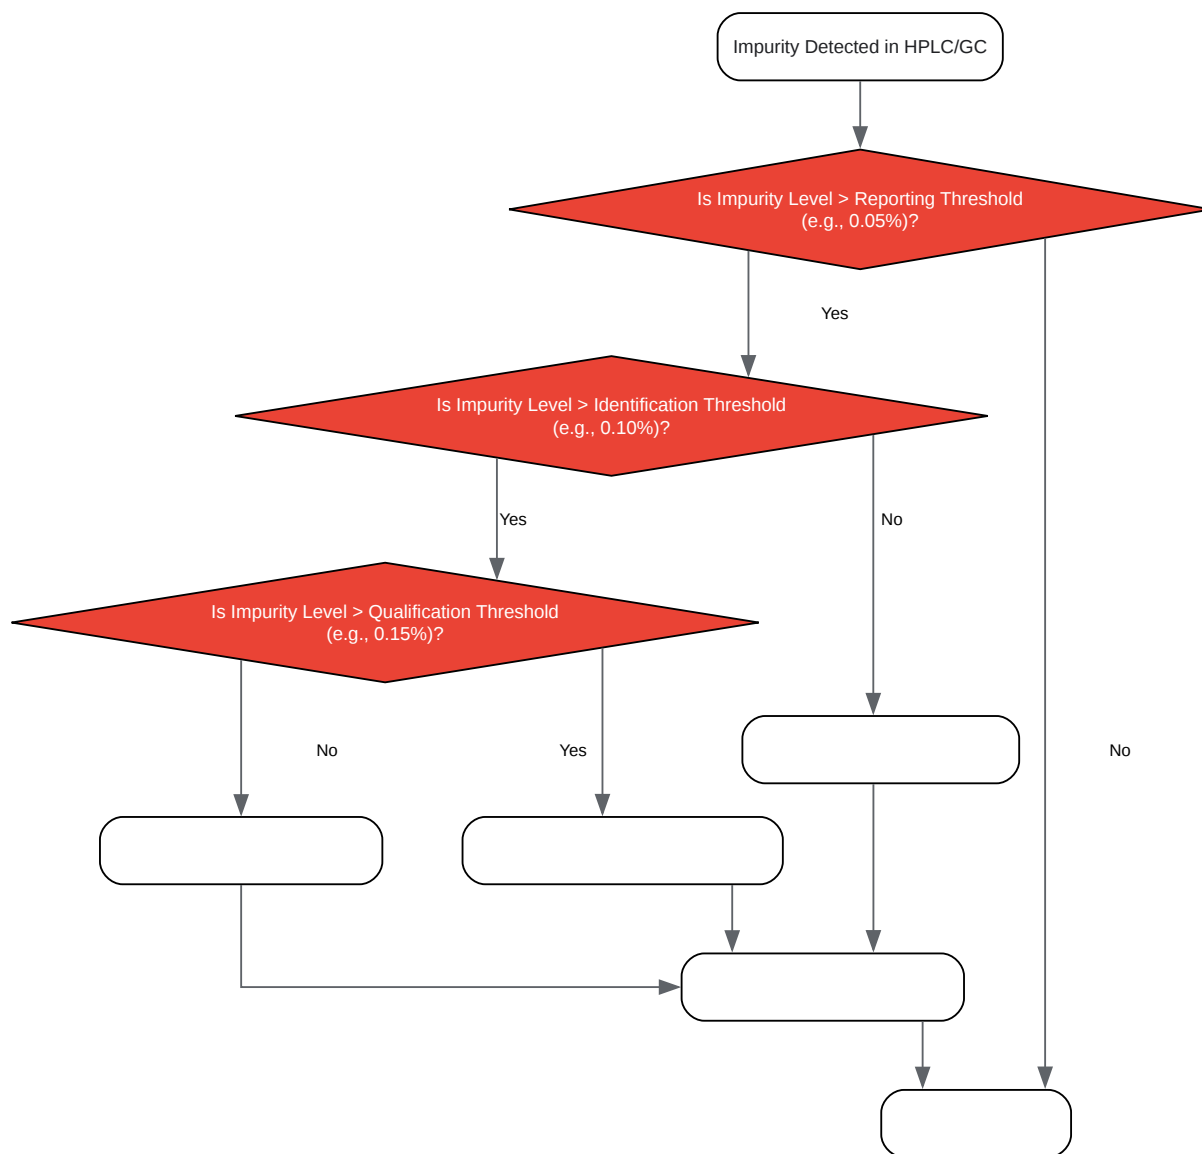 Impurity Detected in HPLC/GC
Is Impurity Level > Reporting Threshold
(e.g., 0.05%)?
Yes
Is Impurity Level > Identification Threshold
(e.g., 0.10%)?
Yes
No
Is Impurity Level > Qualification Threshold
(e.g., 0.15%)?
No
Yes
No